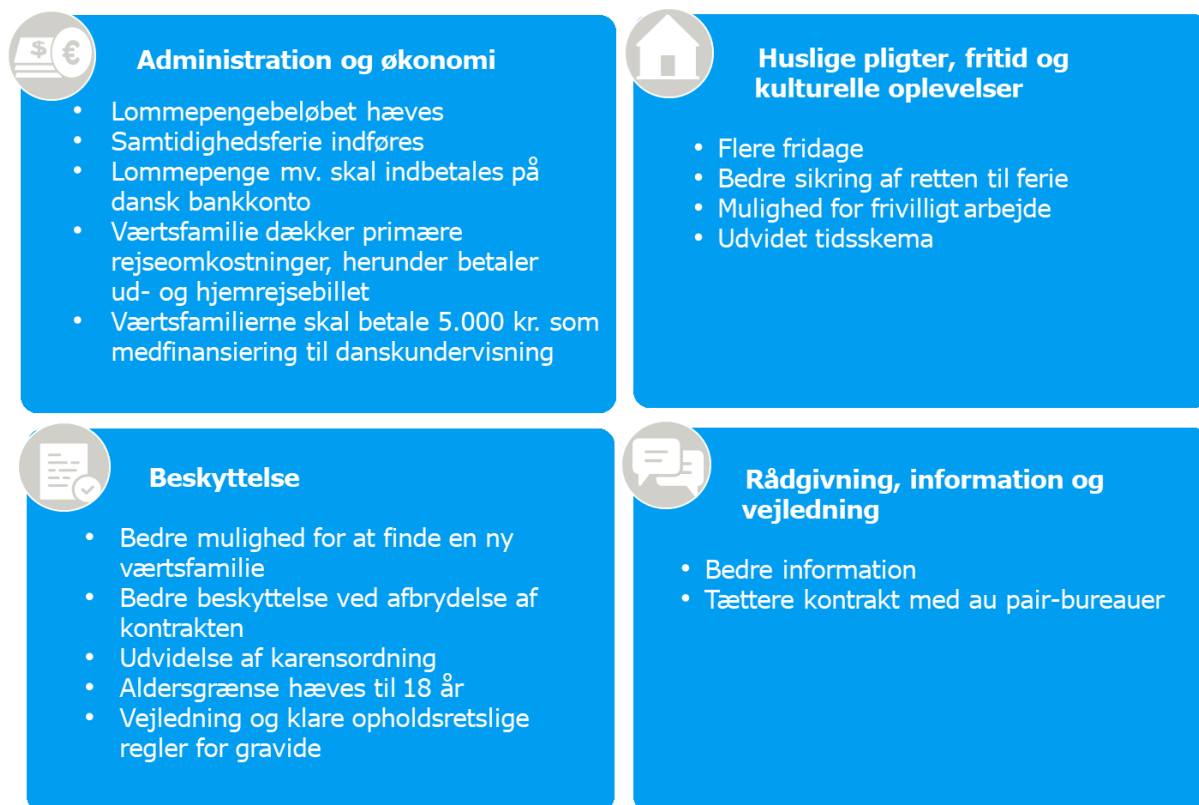 $ €
Administration og økonomi
• Lommepengebeløbet hæves
• Samtidighedsferie indføres
• Lommepenge mv. skal indbetales på
dansk bankkonto
• Værtsfamilie dækker primære
rejseomkostninger, herunder betaler
ud- og hjemrejsebillet
• Værtsfamilierne skal betale 5.000 kr. som
medfinansiering til danskundervisning
Huslige pligter, fritid og
kulturelle oplevelser
• Flere fridage
• Bedre sikring af retten til ferie
• Mulighed for frivilligt arbejde
• Udvidet tidsskema
Beskyttelse
• Bedre mulighed for at finde en ny
værtsfamilie
• Bedre beskyttelse ved afbrydelse af
kontrakten
• Udvidelse af karensordning
• Aldersgrænse hæves til 18 år
• Vejledning og klare opholdsretslige
regler for gravide
Rådgivning, information og
vejledning
• Bedre information
• Tættere kontrakt med au pair-bureauer